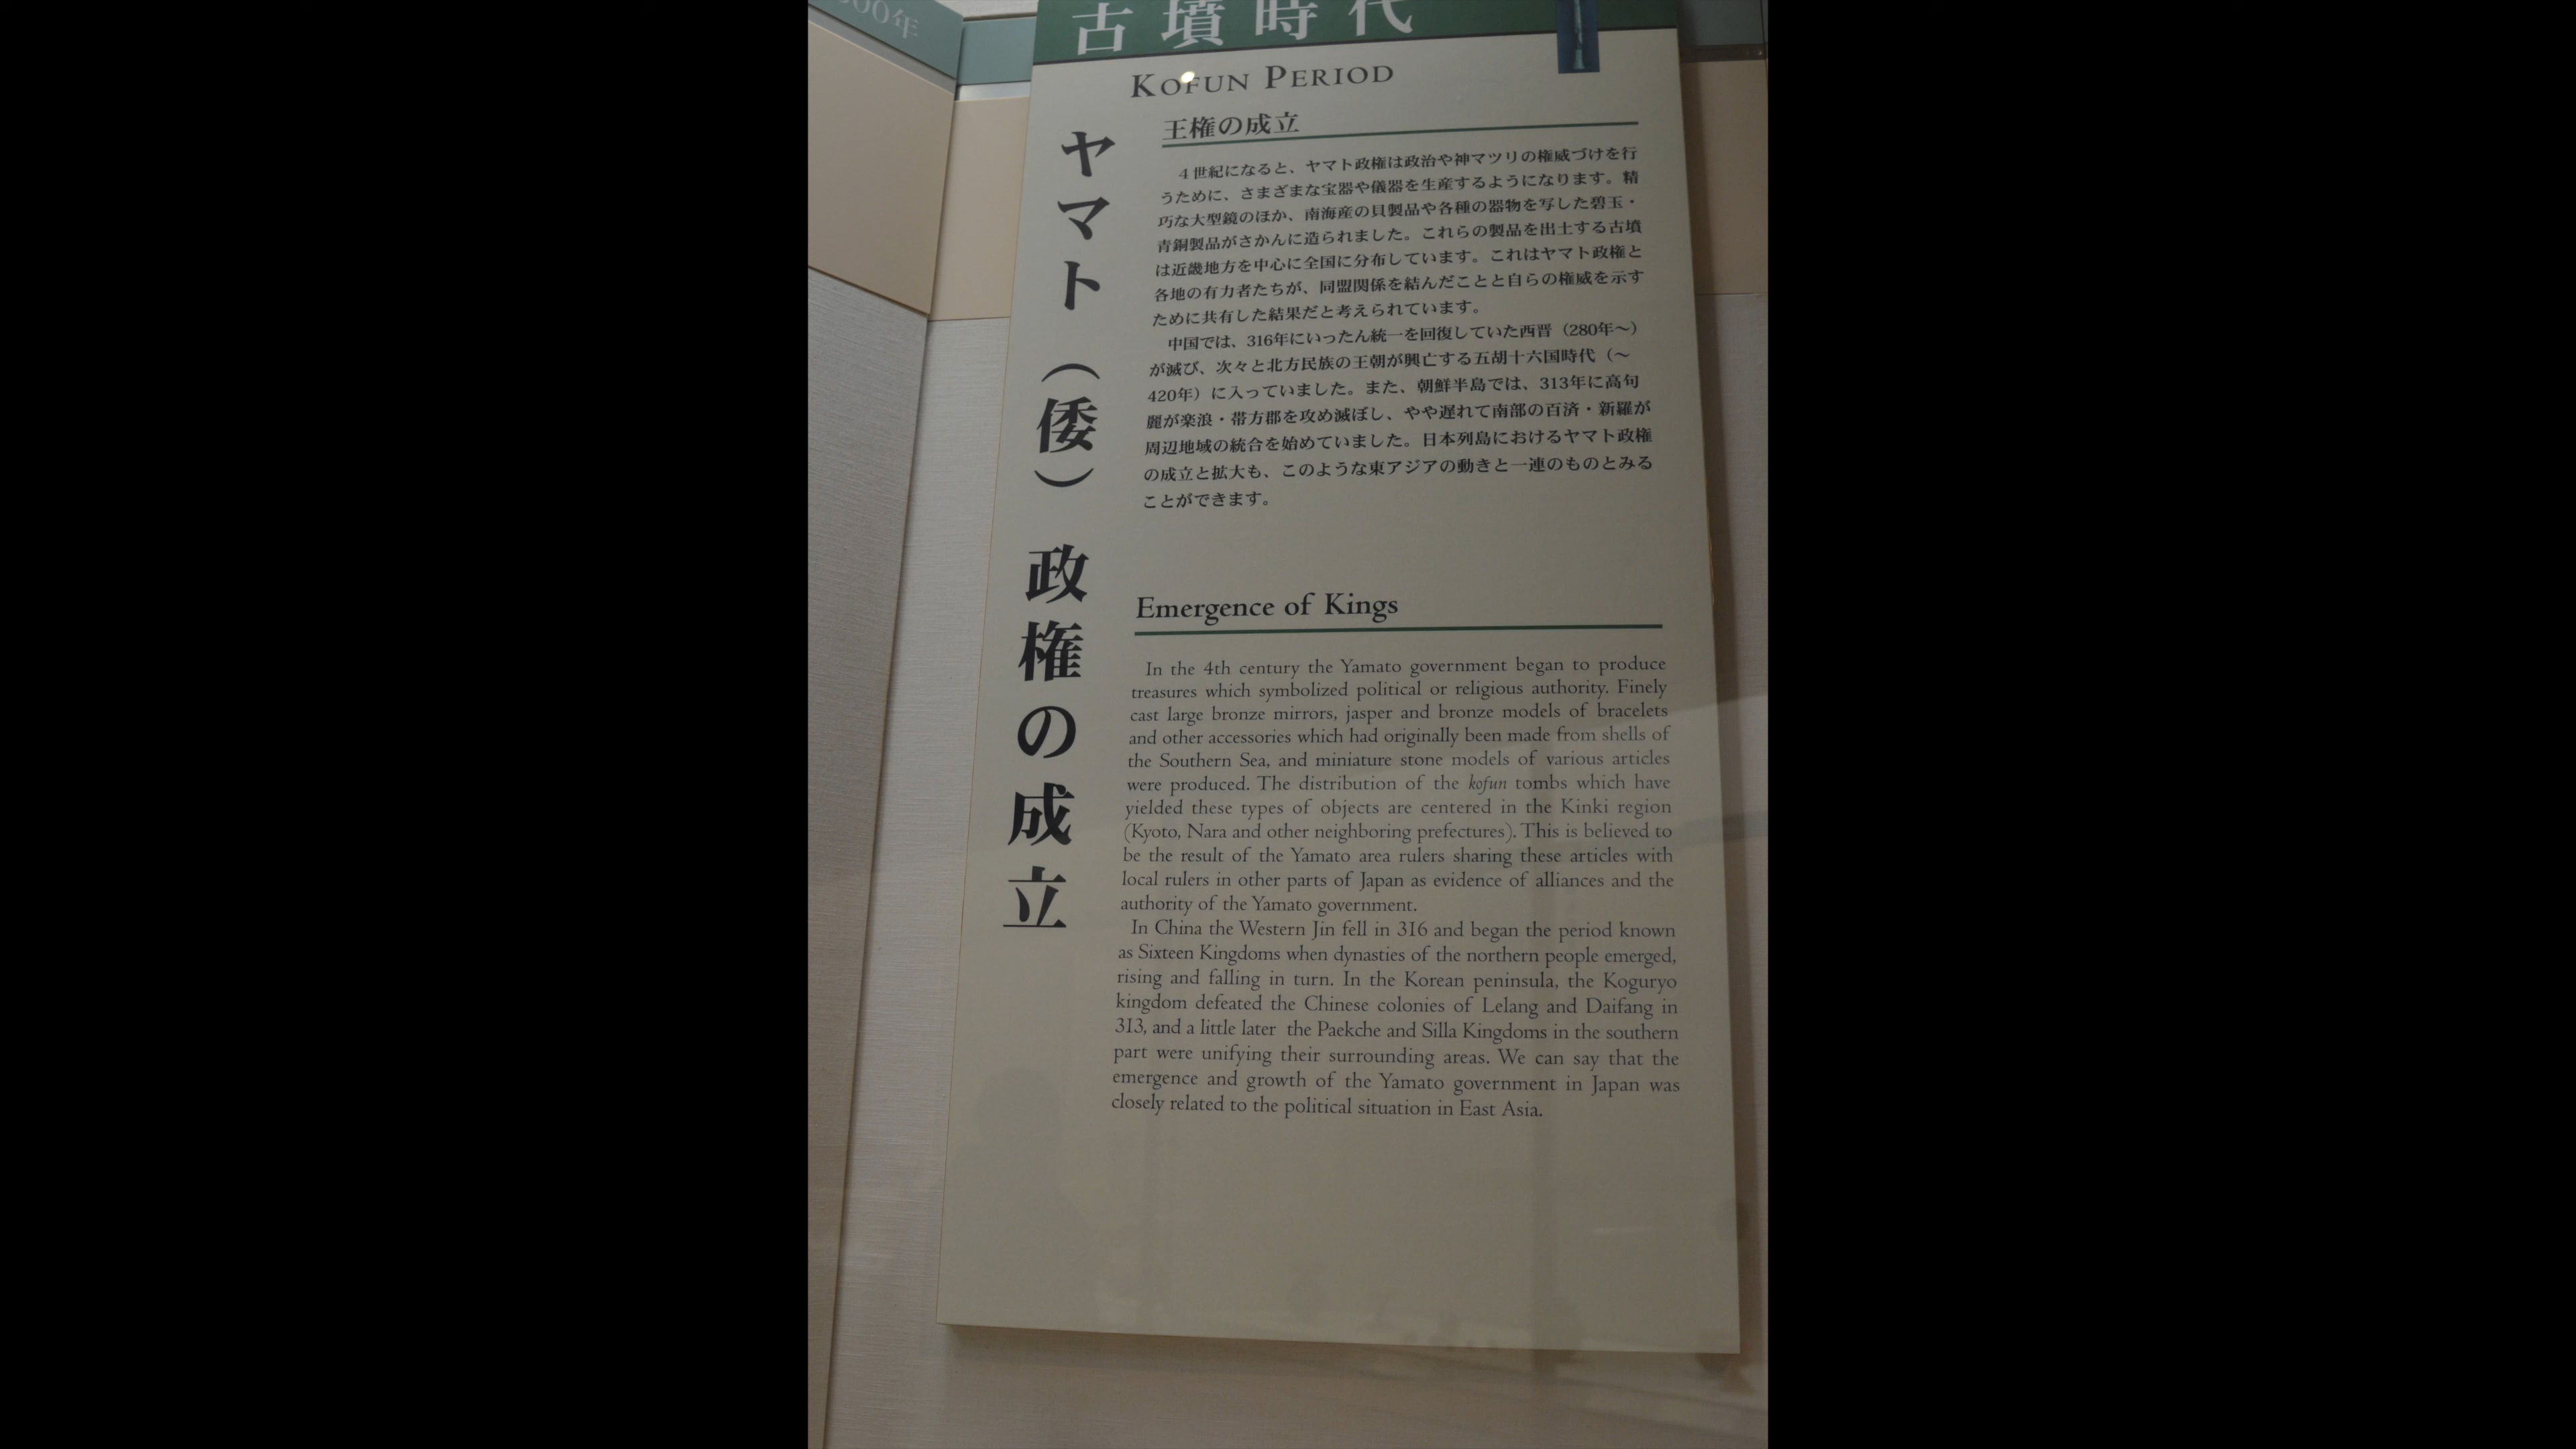 古墳時代
KOFUN PERIOD
ヤマト（倭）政権の成立
王権の成立
4世紀になると、ヤマト政権は政治や神マツリの権威づけを行
うために、さまざまな宝器や儀器を生産するようになります。精
巧な大型鏡のほか、南海産の貝製品や各種の器物を写した碧玉・
青銅製品がさかんに造られました。これらの製品を出土する古墳
は近畿地方を中心に全国に分布しています。これはヤマト政権と
各地の有力者たちが、同盟関係を結んだことと自らの権威を示す
ために共有した結果だと考えられています。
中国では、316年にいったん統一を回復していた西晋（280年～）
が滅び、次々と北方民族の王朝が興亡する五胡十六国時代（～
420年）に入っていました。また、朝鮮半島では、313年に高句
麗が楽浪・帯方郡を攻め滅ぼし、やや遅れて南部の百済・新羅が
周辺地域の統合を始めていました。日本列島におけるヤマト政権
の成立と拡大も、このような東アジアの動きと一連のものとみる
ことができます。
Emergence of Kings
In the 4th century the Yamato government began to produce
treasures which symbolized political or religious authority. Finely
cast large bronze mirrors, jasper and bronze models of bracelets
and other accessories which had originally been made from shells of
the Southern Sea, and miniature stone models of various articles
were produced. The distribution of the kofun tombs which have
yielded these types of objects are centered in the Kinki region
(Kyoto, Nara and other neighboring prefectures). This is believed to
be the result of the Yamato area rulers sharing these articles with
local rulers in other parts of Japan as evidence of alliances and the
authority of the Yamato government.
In China the Western Jin fell in 316 and began the period known
as Sixteen Kingdoms when dynasties of the northern people emerged,
rising and falling in turn. In the Korean peninsula, the Koguryo
kingdom defeated the Chinese colonies of Lelang and Daifang in
313, and a little later the Paekche and Silla Kingdoms in the southern
part were unifying their surrounding areas. We can say that the
emergence and growth of the Yamato government in Japan was
closely related to the political situation in East Asia.